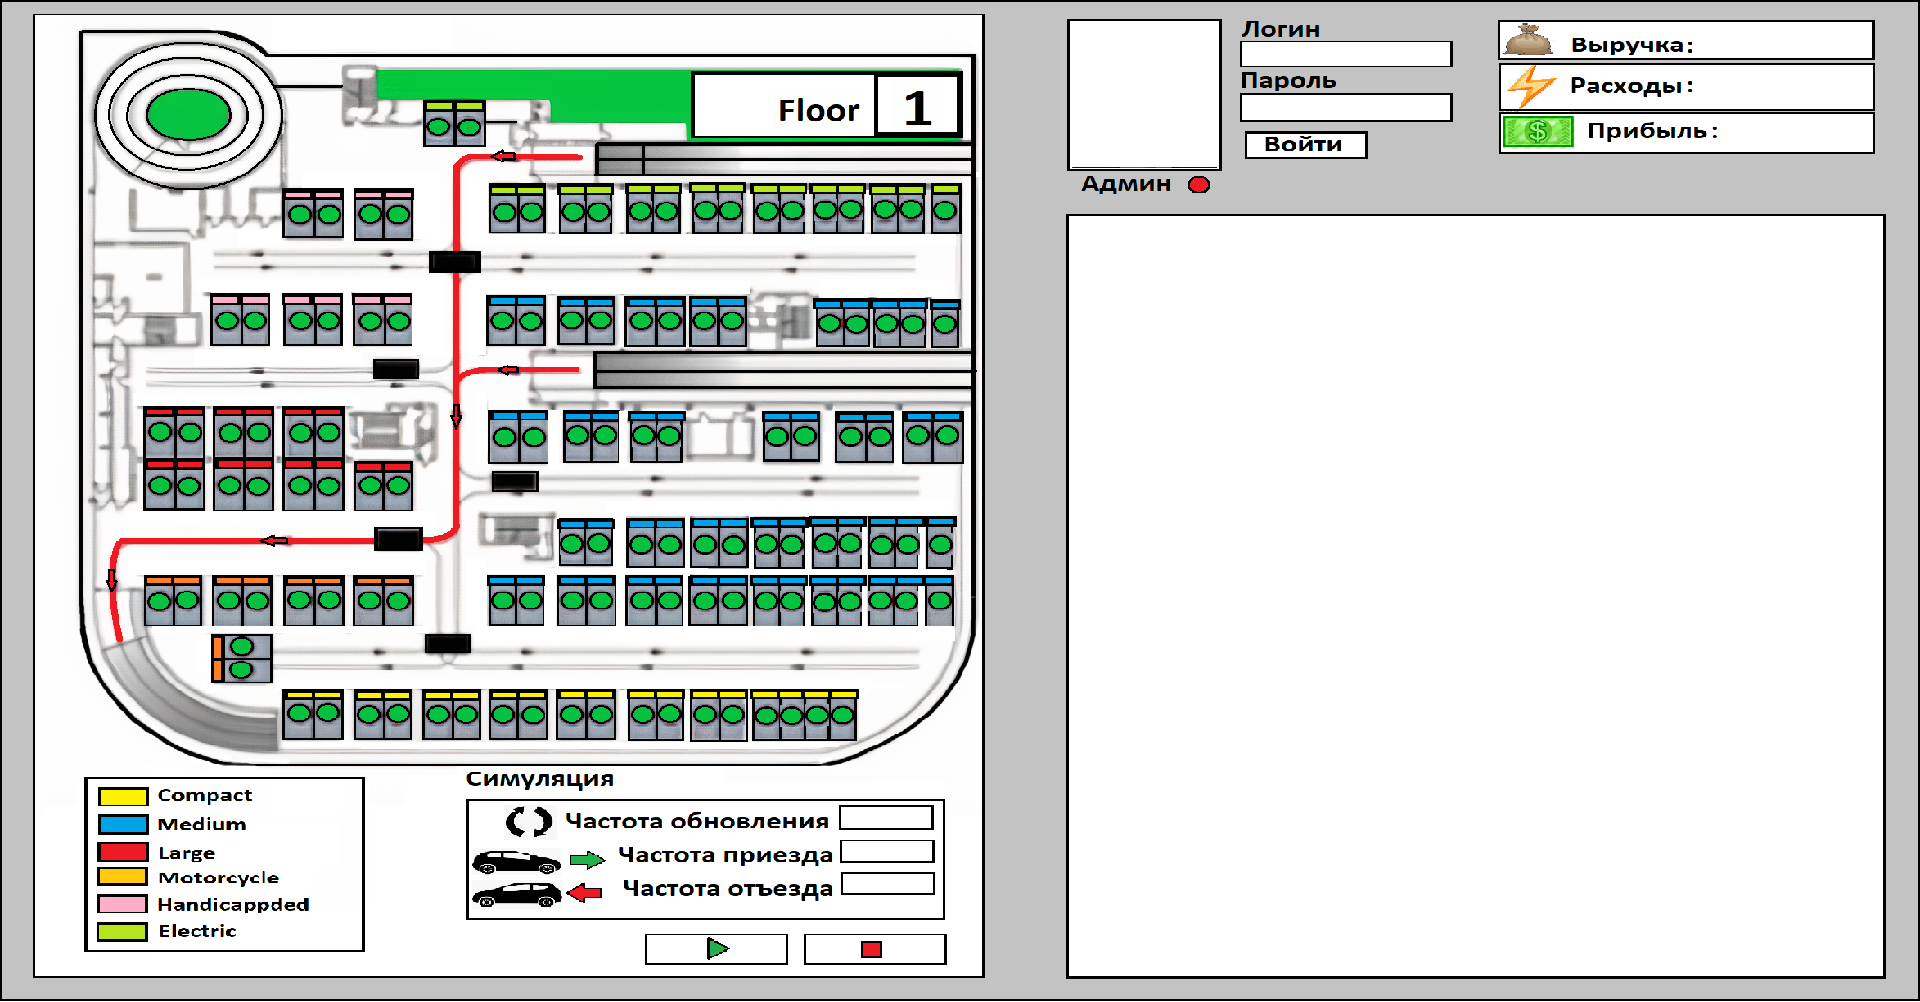 Floor 1
Логин
Пароль
Войти
Админ
Выручка:
Расходы:
Прибыль:
Compact
Medium
Large
Motorcycle
Handicappded
Electric
Симуляция
Частота обновления
Частота приезда
Частота отъезда